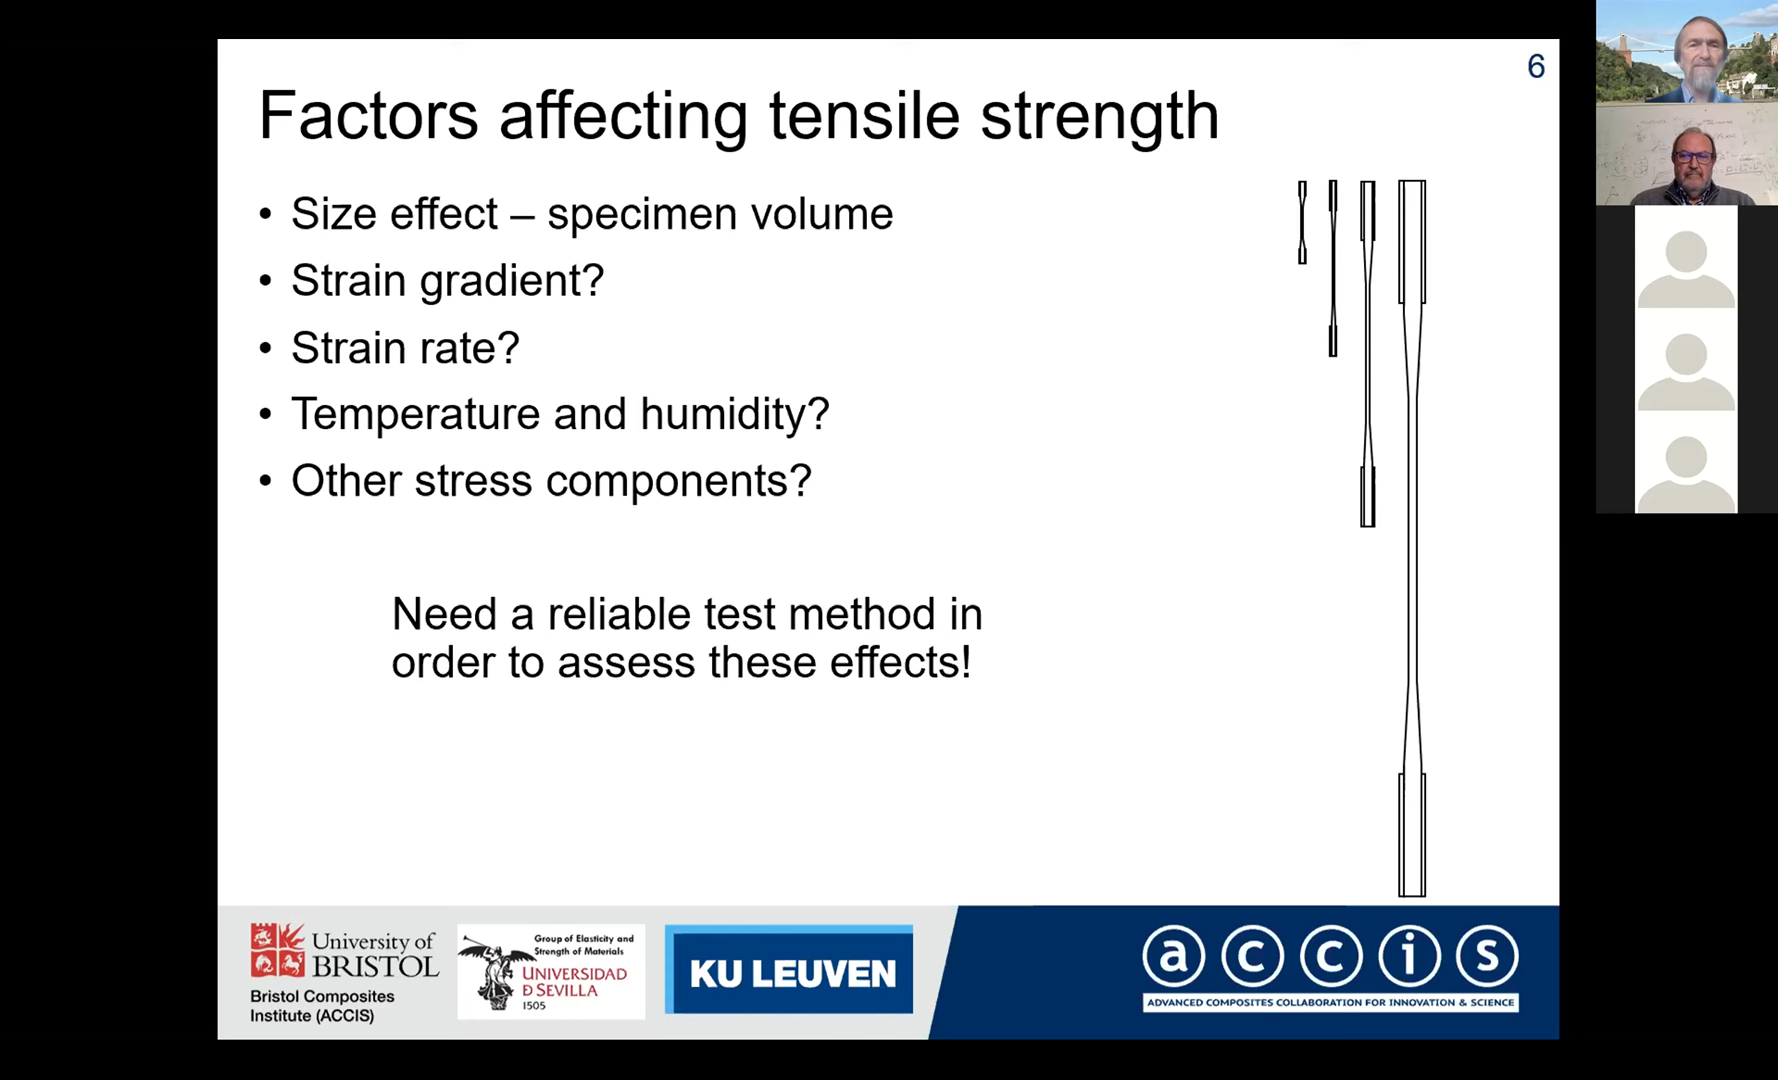 6
Factors affecting tensile strength
• Size effect – specimen volume
• Strain gradient?
• Strain rate?
• Temperature and humidity?
• Other stress components?
Need a reliable test method in
order to assess these effects!
University of
BRISTOL
Bristol Composites
Institute (ACCIS)
Group of Elasticity and
Strength of Materials
UNIVERSIDAD
D SEVILLA
1505
KU LEUVEN
accis
ADVANCED COMPOSITES COLLABORATION FOR INNOVATION & SCIENCE